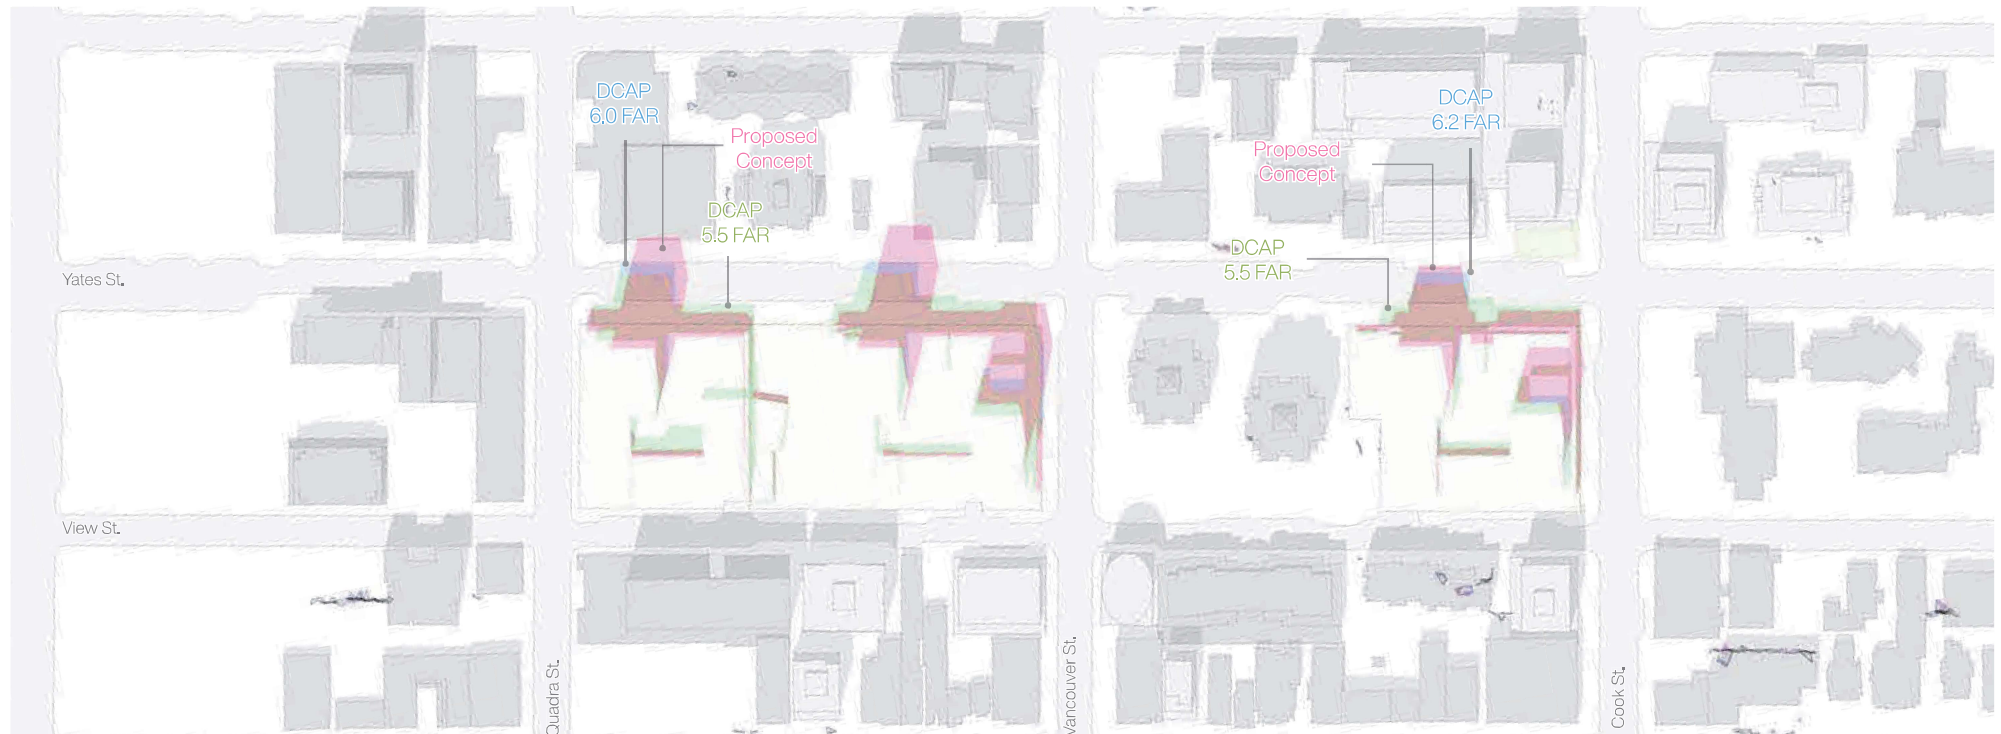 DCAP
6.0 FAR
Proposed
Concept
DCAP
5.5 FAR
DCAP
6.2 FAR
Proposed
Concept
DCAP
5.5 FAR
Yates St.
View St.
Quadra St.
Vancouver St.
Cook St.